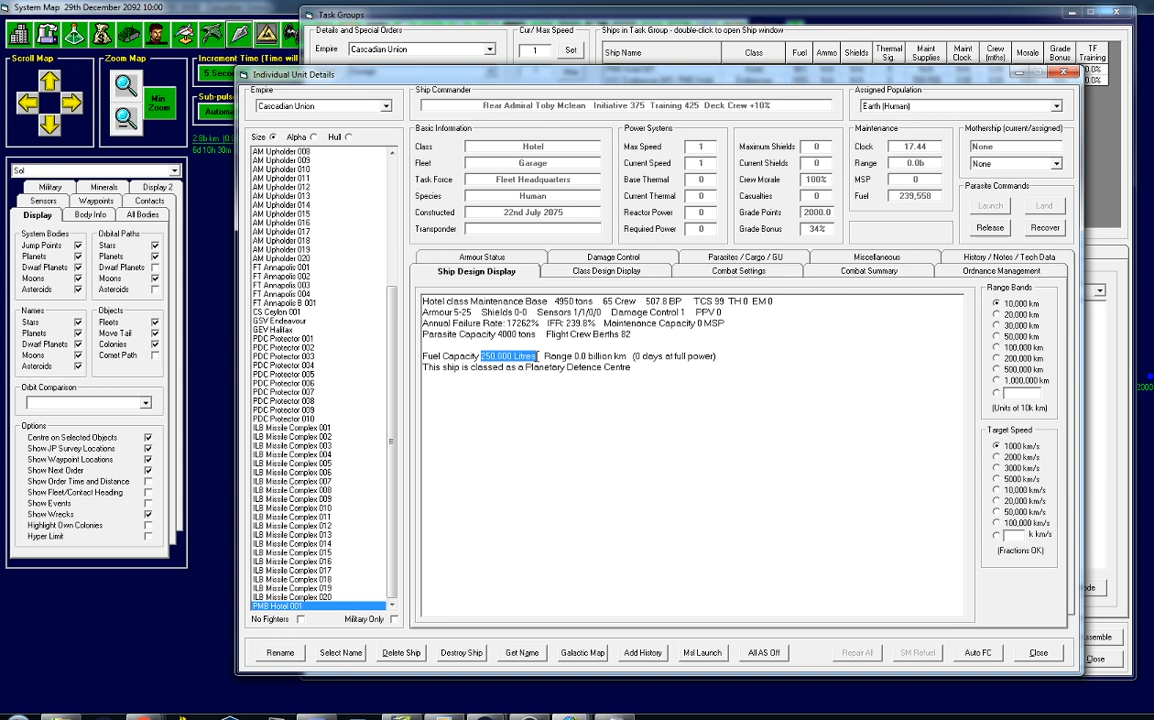 System Map  29th December 2092 10:00
Scroll Map
Zoom Map
Min
Zoom
Increment Time (Time will
Sub-pulse
2.8b km (0
6d 10h 30m
Sol
Military
Minerals
Display 2
Sensors
Waypoints
Contacts
Display
Body Info
All Bodies
System Bodies
Orbital Paths
Jump Points
Stars
Planets
Planets
Dwarf Planets
Dwarf Planets
Moons
Moons
Asteroids
Asteroids
Names
Objects
Stars
Fleets
Planets
Move Tail
Dwarf Planets
Colonies
Moons
Comet Path
Asteroids
Orbit Comparison
Options
Centre on Selected Objects
Show JP Survey Locations
Show Waypoint Locations
Show Next Order
Show Order Time and Distance
Show Fleet/Contact Heading
Show Events
Show Wrecks
Highlight Own Colonies
Hyper Limit
Task Groups
Details and Special Orders
Empire
Cascadian Union
Cur / Max Speed
1
Set
Ships in Task Group - double-click to open Ship window
Ship Name
Class
Fuel
Ammo
Shields
Thermal
Sig.
Maint
Supplies
Maint
Clock
Crew
(mths)
Morale
Grade
Bonus
TF
Training
Individual Unit Details
Empire
Cascadian Union
Ship Commander
Rear Admiral Toby Mclean   Initiative 375   Training 425   Deck Crew +10%
Assigned Population
Earth (Human)
Size
Alpha
Hull
AM Upholder 008
AM Upholder 009
AM Upholder 010
AM Upholder 011
AM Upholder 012
AM Upholder 013
AM Upholder 014
AM Upholder 015
AM Upholder 016
AM Upholder 017
AM Upholder 018
AM Upholder 019
AM Upholder 020
FT Annapolis 001
FT Annapolis 002
FT Annapolis 003
FT Annapolis 004
FT Annapolis B 001
CS Ceylon 001
GSV Endeavour
GEV Halifax
PDC Protector 001
PDC Protector 002
PDC Protector 003
PDC Protector 004
PDC Protector 005
PDC Protector 006
PDC Protector 007
PDC Protector 008
PDC Protector 009
PDC Protector 010
ILB Missile Complex 001
ILB Missile Complex 002
ILB Missile Complex 003
ILB Missile Complex 004
ILB Missile Complex 005
ILB Missile Complex 006
ILB Missile Complex 007
ILB Missile Complex 008
ILB Missile Complex 009
ILB Missile Complex 010
ILB Missile Complex 011
ILB Missile Complex 012
ILB Missile Complex 013
ILB Missile Complex 014
ILB Missile Complex 015
ILB Missile Complex 016
ILB Missile Complex 017
ILB Missile Complex 018
ILB Missile Complex 019
ILB Missile Complex 020
PMB Hotel 001
No Fighters
Military Only
Basic Information
Class
Hotel
Fleet
Garage
Task Force
Fleet Headquarters
Species
Human
Constructed
22nd July 2075
Transponder
Power Systems
Max Speed
1
Current Speed
1
Base Thermal
0
Current Thermal
0
Reactor Power
0
Required Power
0
Maximum Shields
0
Current Shields
0
Crew Morale
100%
Casualties
0
Grade Points
2000.0
Grade Bonus
34%
Maintenance
Clock
17.44
Range
0.0b
MSP
0
Fuel
239,558
Mothership (current/assigned)
None
None
Parasite Commands
Launch
Land
Release
Recover
Armour Status
Damage Control
Parasites / Cargo / GU
Miscellaneous
History / Notes / Tech Data
Ship Design Display
Class Design Display
Combat Settings
Combat Summary
Ordnance Management
Hotel class Maintenance Base   4950 tons   65 Crew   507.8 BP   TCS 99  TH 0  EM 0
Armour 5-25   Shields 0-0   Sensors 1/1/0/0   Damage Control 1   PPV 0
Annual Failure Rate: 17262%   IFR: 239.8%   Maintenance Capacity 0 MSP
Parasite Capacity 4000 tons   Flight Crew Berths 82
Fuel Capacity 250,000 Litres   Range 0.0 billion km   (0 days at full power)
This ship is classed as a Planetary Defence Centre
Range Bands
10,000 km
20,000 km
30,000 km
50,000 km
100,000 km
200,000 km
500,000 km
1,000,000 km
(Units of 10k km)
Target Speed
1000 km/s
2000 km/s
3000 km/s
5000 km/s
10,000 km/s
20,000 km/s
50,000 km/s
100,000 km/s
k km/s
(Fractions OK)
Rename
Select Name
Delete Ship
Destroy Ship
Get Name
Galactic Map
Add History
Msl Launch
All AS Off
Repair All
SM Refuel
Auto FC
Close
Close